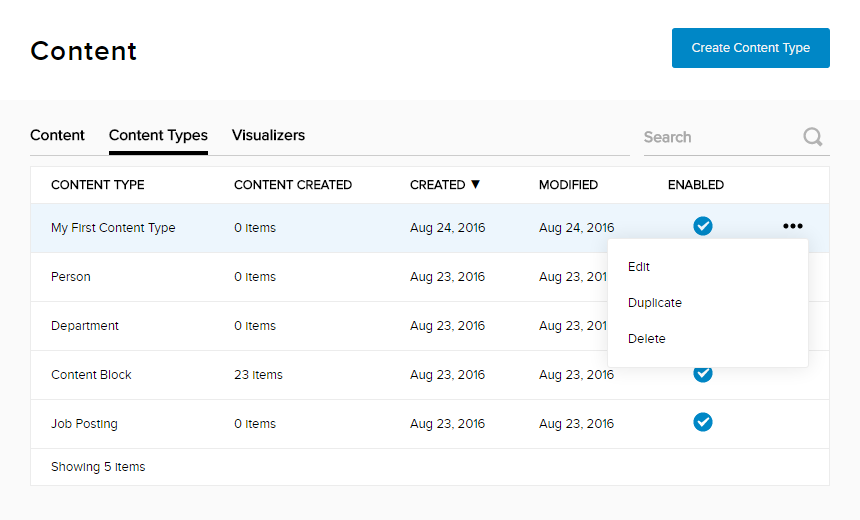 Content
Create Content Type
Content Content Types Visualizers Search
CONTENT TYPE CONTENT CREATED CREATED ▼ MODIFIED ENABLED
My First Content Type 0 items Aug 24, 2016 Aug 24, 2016 •••
Edit
Duplicate
Delete
Person 0 items Aug 23, 2016 Aug 23, 201
Department 0 items Aug 23, 2016 Aug 23, 201
Content Block 23 items Aug 23, 2016 Aug 23, 2016
Job Posting 0 items Aug 23, 2016 Aug 23, 2016
Showing 5 items